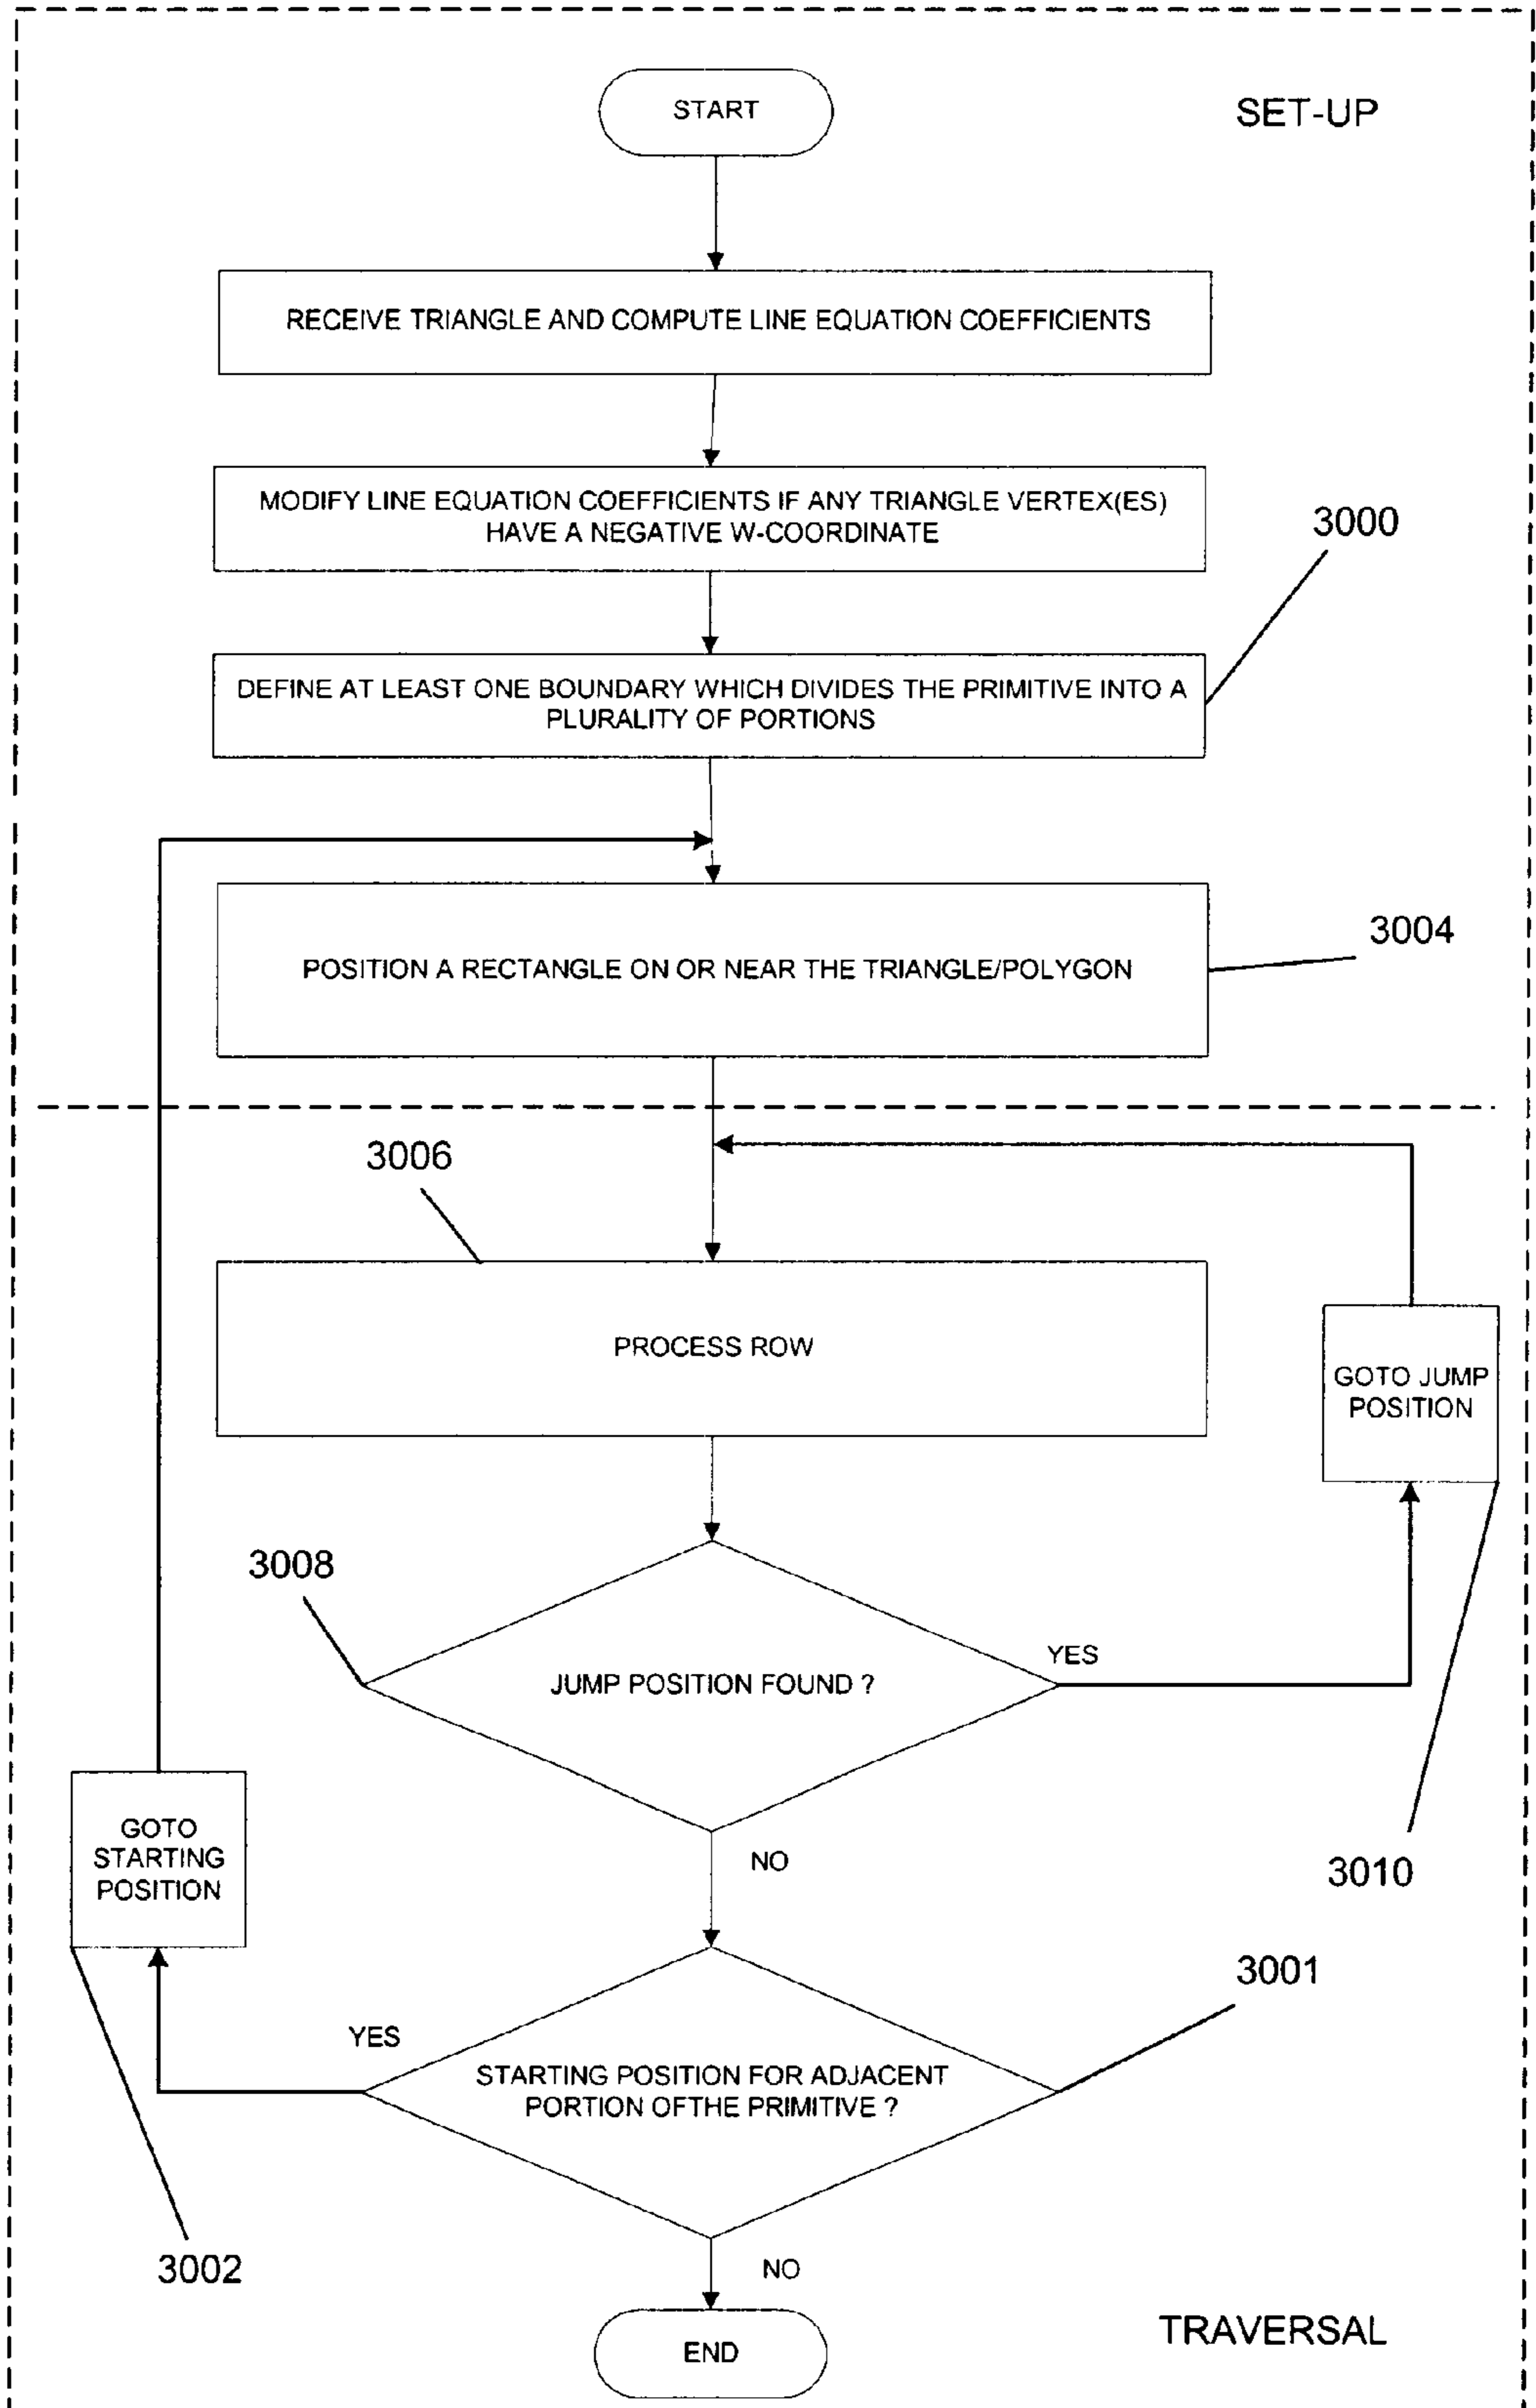 START
SET-UP
RECEIVE TRIANGLE AND COMPUTE LINE EQUATION COEFFICIENTS
MODIFY LINE EQUATION COEFFICIENTS IF ANY TRIANGLE VERTEX(ES)
HAVE A NEGATIVE W-COORDINATE
3000
DEFINE AT LEAST ONE BOUNDARY WHICH DIVIDES THE PRIMITIVE INTO A
PLURALITY OF PORTIONS
3004
POSITION A RECTANGLE ON OR NEAR THE TRIANGLE/POLYGON
3006
PROCESS ROW
GOTO JUMP
POSITION
3008
JUMP POSITION FOUND ?
YES
GOTO
STARTING
POSITION
NO
3010
3001
YES
STARTING POSITION FOR ADJACENT
PORTION OFTHE PRIMITIVE ?
3002
NO
TRAVERSAL
END